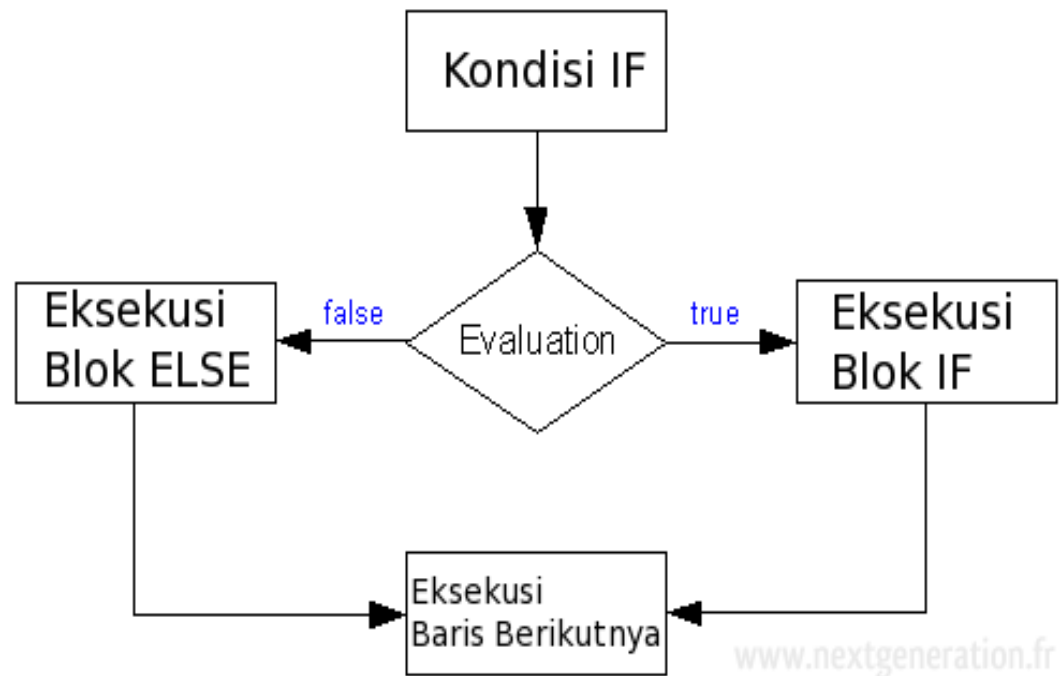 Kondisi IF
Eksekusi
Blok ELSE
false
Evaluation
true
Eksekusi
Blok IF
Eksekusi
Baris Berikutnya
www.nextgeneration.fr